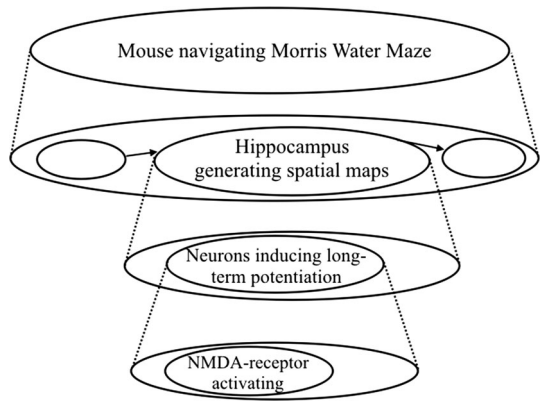 Mouse navigating Morris Water Maze
Hippocampus
generating spatial maps
Neurons inducing long-
term potentiation
NMDA-receptor
activating